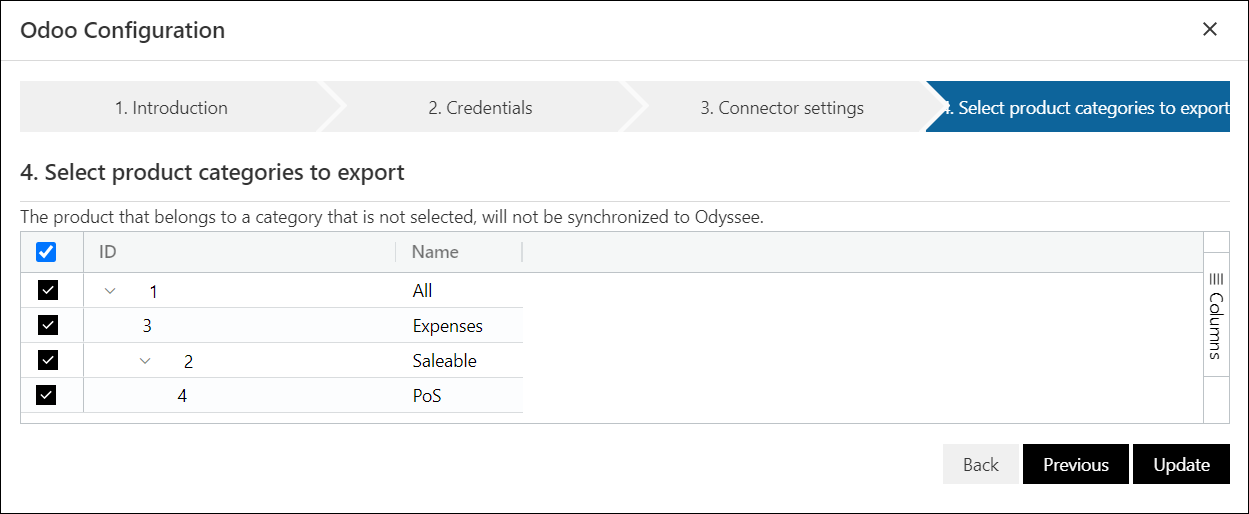 Odoo Configuration
1. Introduction
2. Credentials
3. Connector settings
4. Select product categories to export
4. Select product categories to export
The product that belongs to a category that is not selected, will not be synchronized to Odyssee.
ID Name
1 All
3 Expenses
2 Saleable
4 PoS
Columns
Back Previous Update